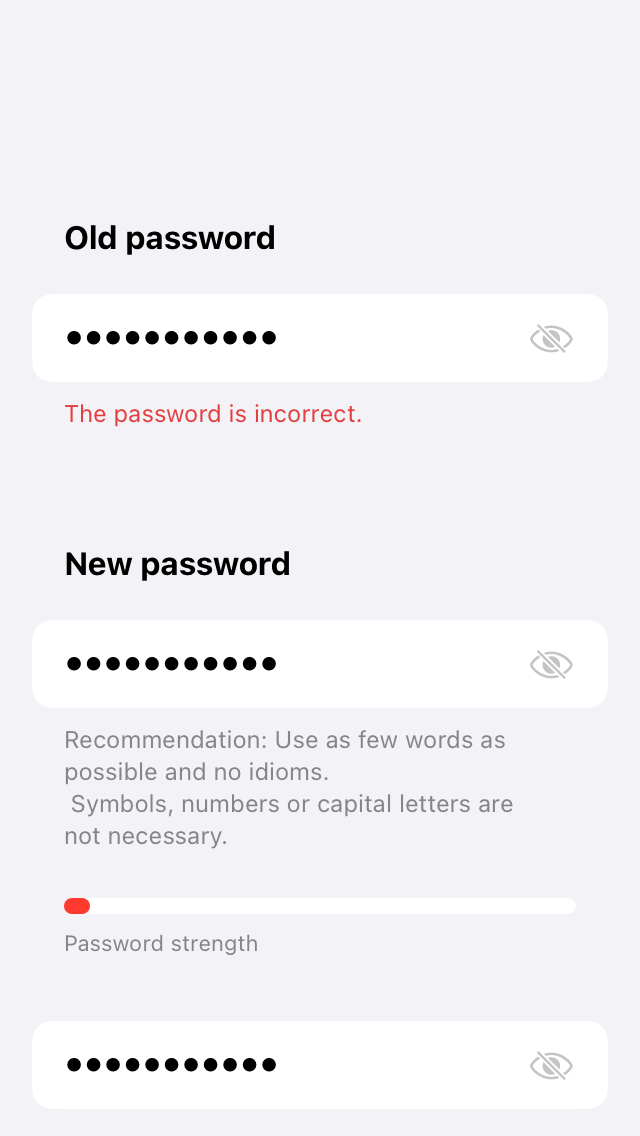 Old password
•••••••••••
The password is incorrect.
New password
•••••••••••
Recommendation: Use as few words as
possible and no idioms.
Symbols, numbers or capital letters are
not necessary.
Password strength
•••••••••••